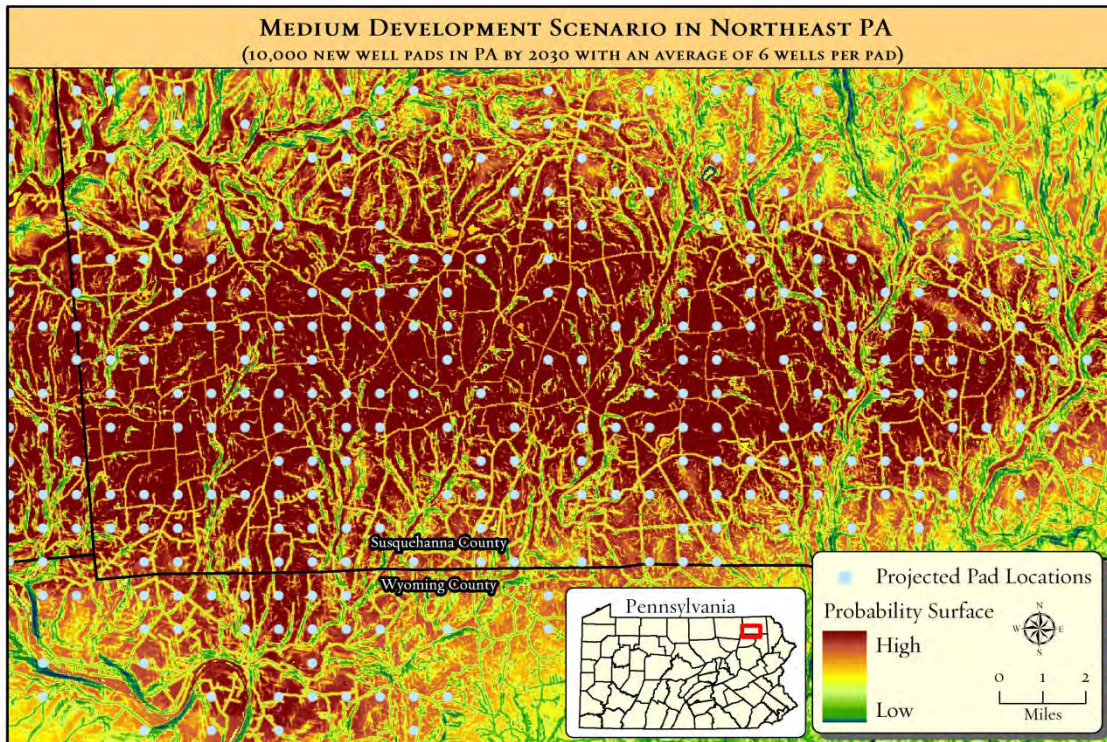 Medium Development Scenario in Northeast PA
(10,000 new well pads in PA by 2030 with an average of 6 wells per pad)
Susquehanna County
Wyoming County
Pennsylvania
Projected Pad Locations
Probability Surface
High
Low
N
W E
S
0 1 2
Miles